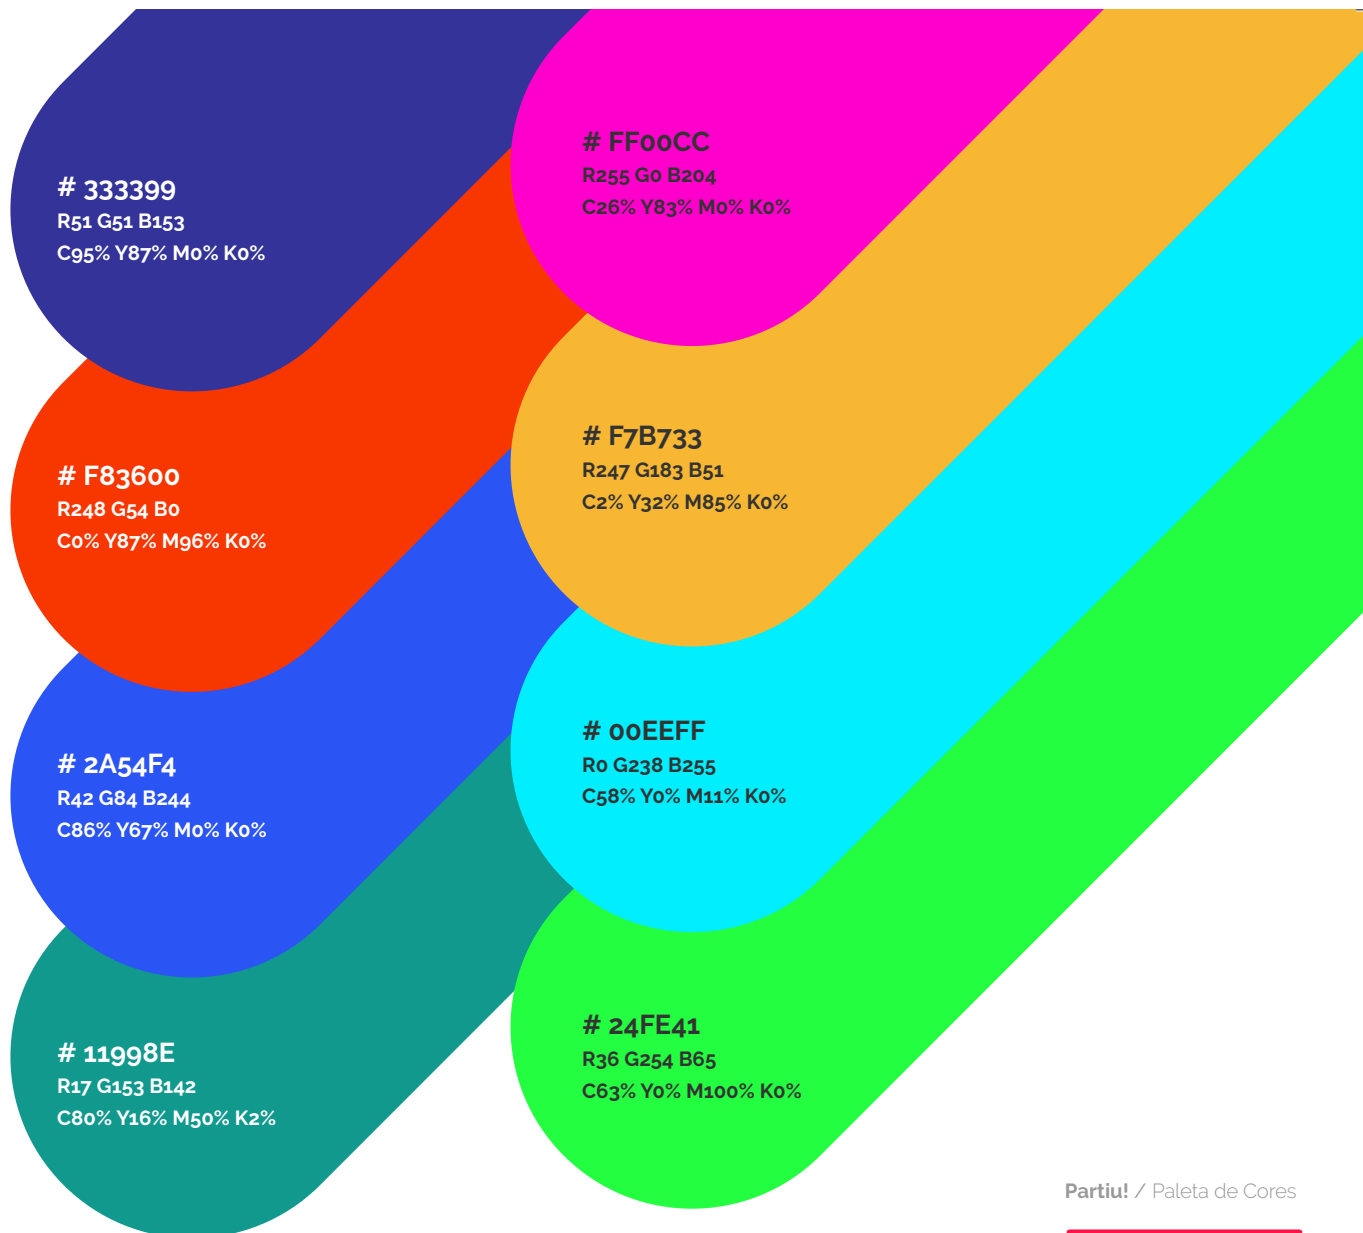 # 333399
R51 G51 B153
C95% Y87% M0% K0%
# F83600
R248 G54 B0
C0% Y87% M96% K0%
# 2A54F4
R42 G84 B244
C86% Y67% M0% K0%
# 11998E
R17 G153 B142
C80% Y16% M50% K2%
# FF00CC
R255 G0 B204
C26% Y83% M0% K0%
# F7B733
R247 G183 B51
C2% Y32% M85% K0%
# 00EEFF
R0 G238 B255
C58% Y0% M11% K0%
# 24FE41
R36 G254 B65
C63% Y0% M100% K0%
Partiu! / Paleta de Cores